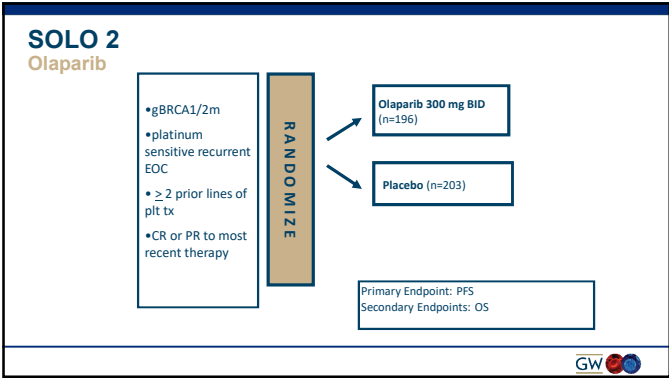 SOLO 2
Olaparib
•gBRCA1/2m
•platinum
sensitive recurrent
EOC
• > 2 prior lines of
plt tx
•CR or PR to most
recent therapy
RANDOMIZE
Olaparib 300 mg BID
(n=196)
Placebo (n=203)
Primary Endpoint: PFS
Secondary Endpoints: OS
GW